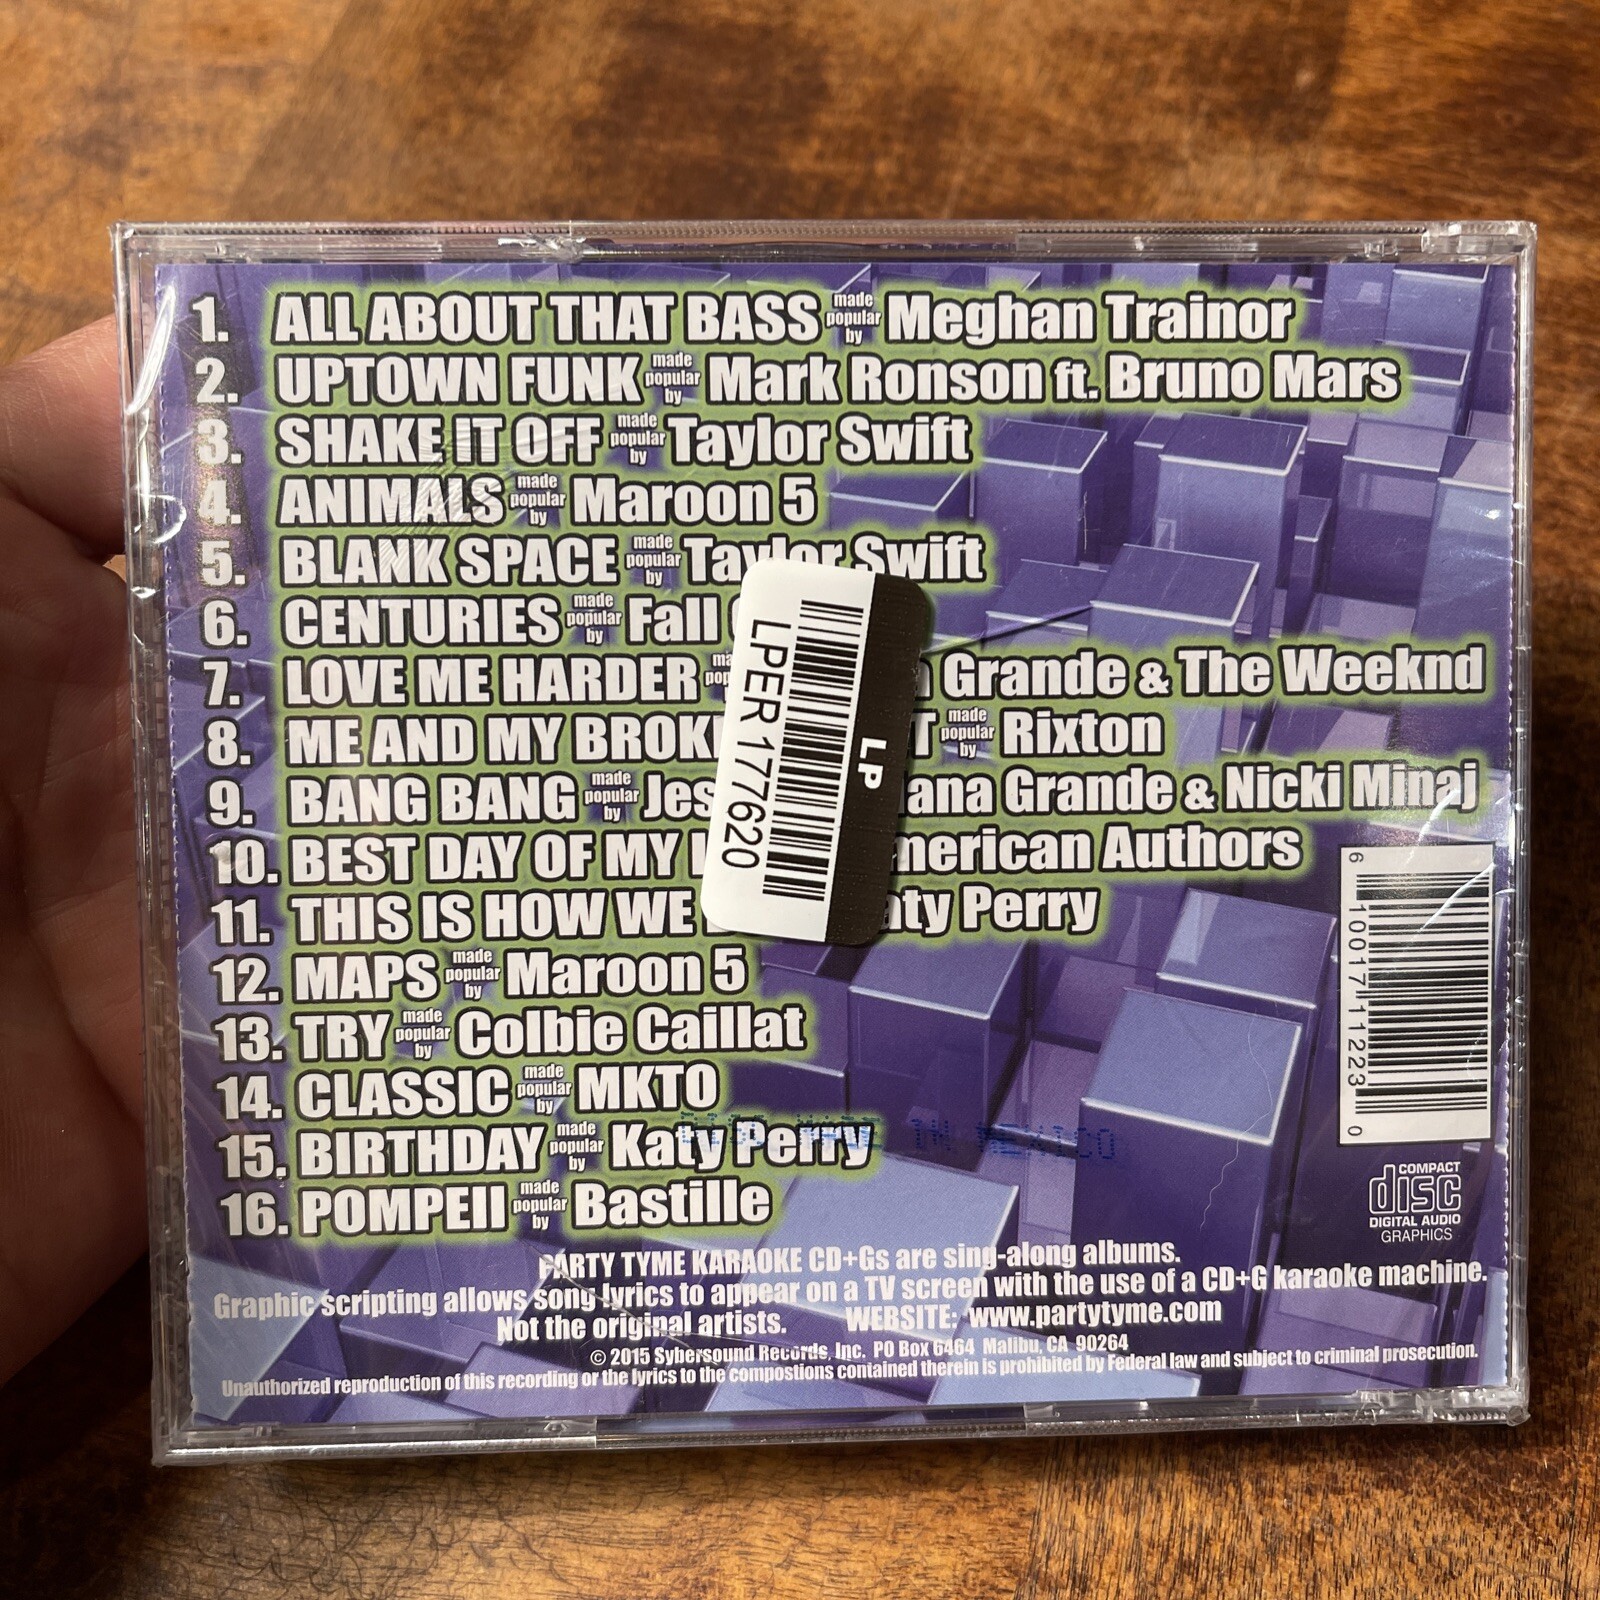 1. ALL ABOUT THAT BASS made popular by Meghan Trainor
2. UPTOWN FUNK made popular by Mark Ronson ft. Bruno Mars
3. SHAKE IT OFF made popular by Taylor Swift
4. ANIMALS made popular by Maroon 5
5. BLANK SPACE made popular by Taylor Swift
6. CENTURIES made popular by Fall
7. LOVE ME HARDER Grande & The Weeknd
8. ME AND MY made popular by Rixton
9. BANG BANG made popular by Grande & Nicki Minaj
10. BEST DAY OF MY American Authors
11. THIS IS HOW WE Katy Perry
12. MAPS made popular by Maroon 5
13. TRY made popular by Colbie Caillat
14. CLASSIC made popular by MKTO
15. BIRTHDAY made popular by Katy Perry
16. POMPEII made popular by Bastille
LP
LPER 177620
6 10017 11223 0
MADE IN MEXICO
COMPACT
disc
DIGITAL AUDIO
GRAPHICS
PARTY TYME KARAOKE CD+Gs are sing-along albums.
Graphic scripting allows song lyrics to appear on a TV screen with the use of a CD+G karaoke machine.
Not the original artists. WEBSITE: www.partytyme.com
© 2015 Sybersound Records, Inc. PO Box 6464 Malibu, CA 90264
Unauthorized reproduction of this recording or the lyrics to the compostions contained therein is prohibited by Federal law and subject to criminal prosecution.